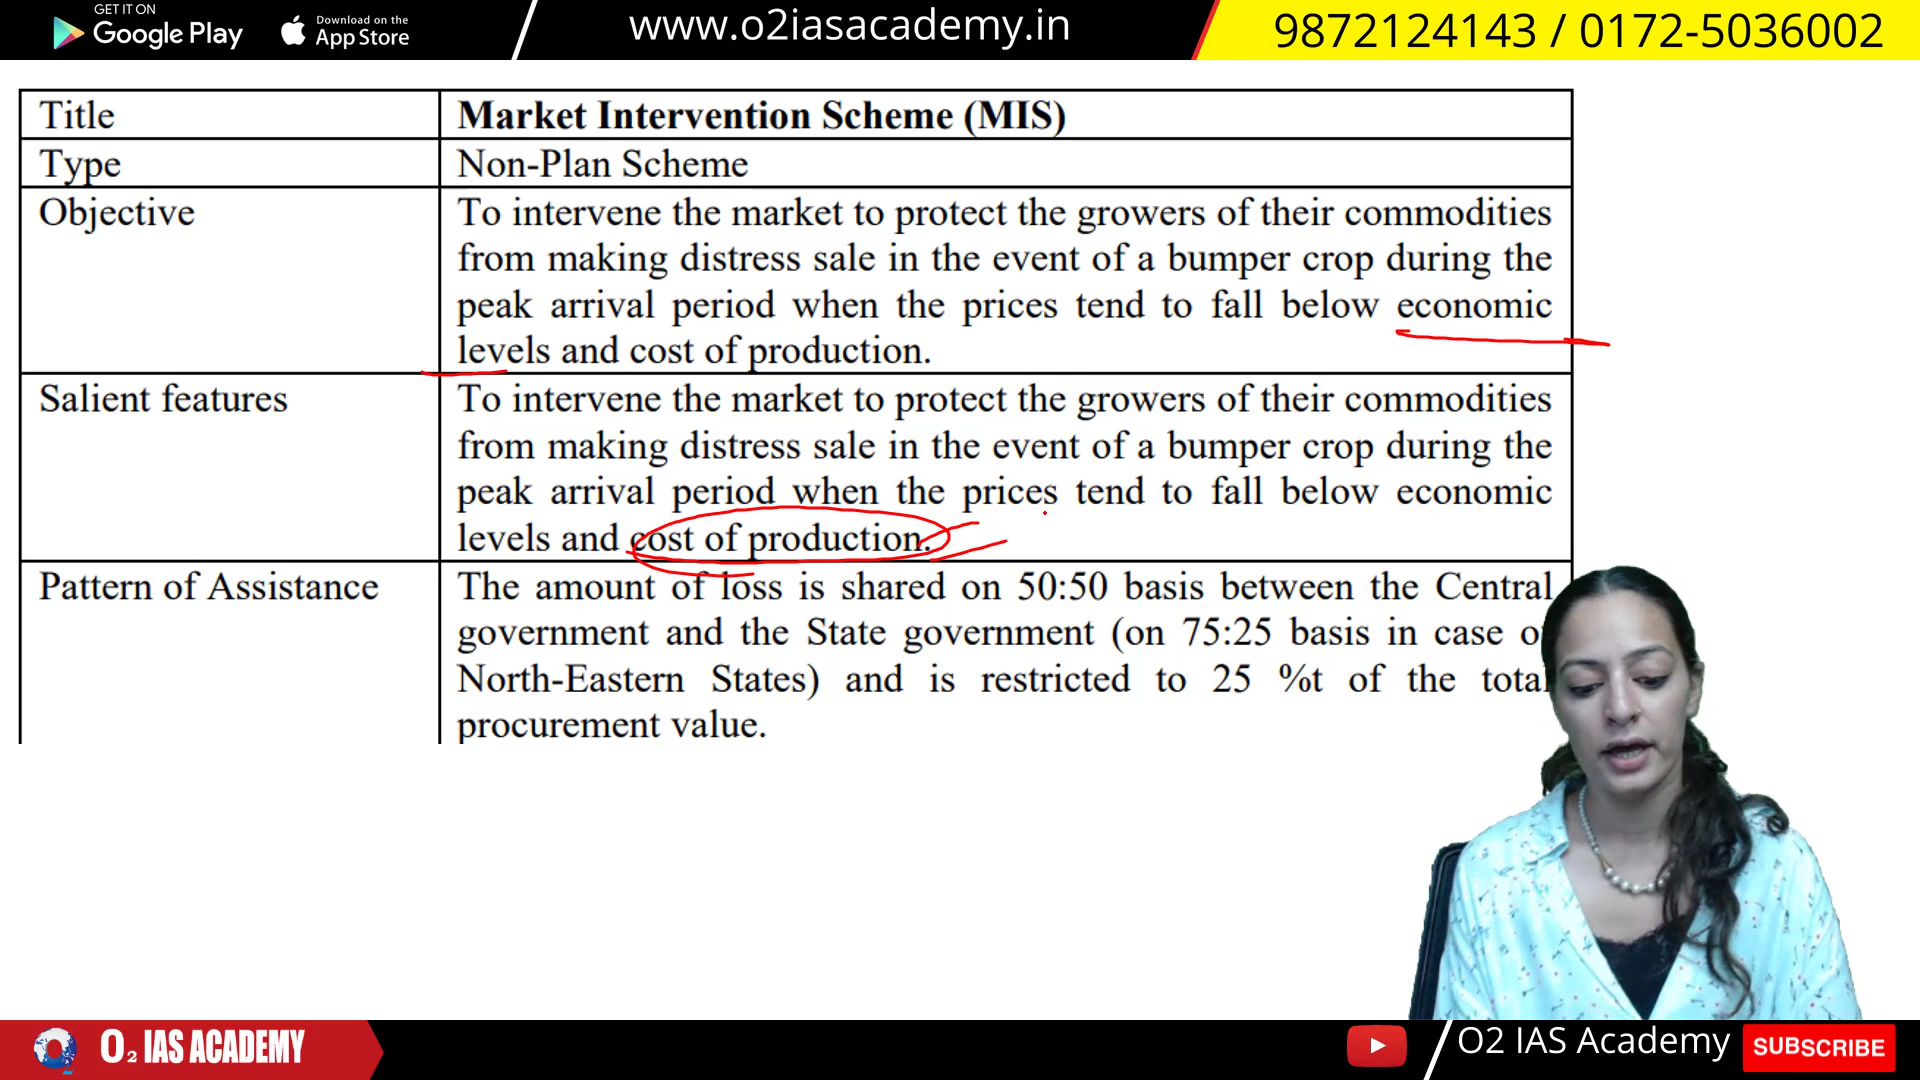 GET IT ON
Google Play
Download on the
App Store
www.o2iasacademy.in
9872124143 / 0172-5036002
Title
Market Intervention Scheme (MIS)
Type
Non-Plan Scheme
Objective
To intervene the market to protect the growers of their commodities
from making distress sale in the event of a bumper crop during the
peak arrival period when the prices tend to fall below economic
levels and cost of production.
Salient features
To intervene the market to protect the growers of their commodities
from making distress sale in the event of a bumper crop during the
peak arrival period when the prices tend to fall below economic
levels and cost of production.
Pattern of Assistance
The amount of loss is shared on 50:50 basis between the Central
government and the State government (on 75:25 basis in case of
North-Eastern States) and is restricted to 25 %t of the total
procurement value.
O2 IAS ACADEMY
O2 IAS Academy
SUBSCRIBE